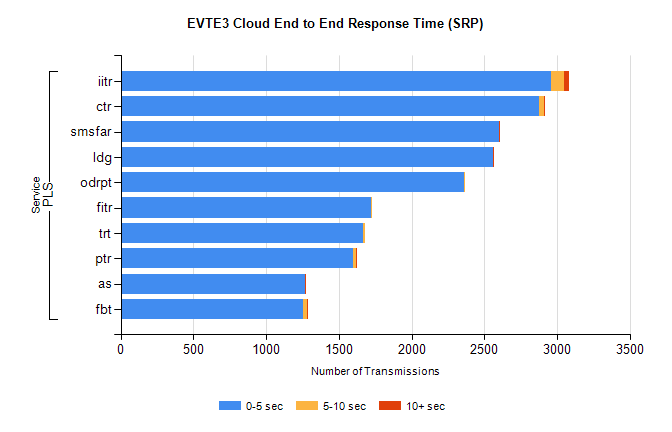 EVTE3 Cloud End to End Response Time (SRP)
Service
PLS
iitr
ctr
smsfar
ldg
odrpt
fitr
trt
ptr
as
fbt
0 500 1000 1500 2000 2500 3000 3500
Number of Transmissions
0-5 sec 5-10 sec 10+ sec